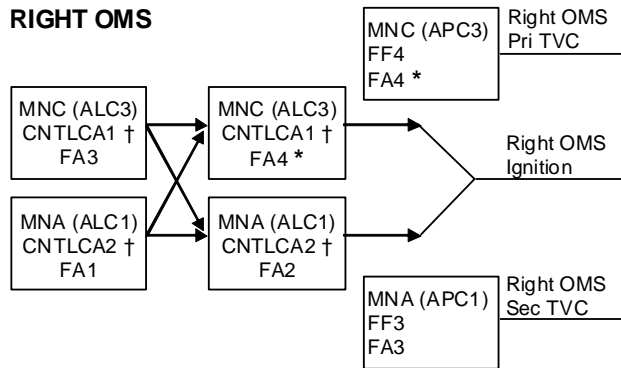 RIGHT OMS
MNC (APC3)
FF4
FA4 *
Right OMS
Pri TVC
MNC (ALC3)
CNTLCA1 †
FA3
MNC (ALC3)
CNTLCA1 †
FA4 *
Right OMS
Ignition
MNA (ALC1)
CNTLCA2 †
FA1
MNA (ALC1)
CNTLCA2 †
FA2
MNA (APC1)
FF3
FA3
Right OMS
Sec TVC